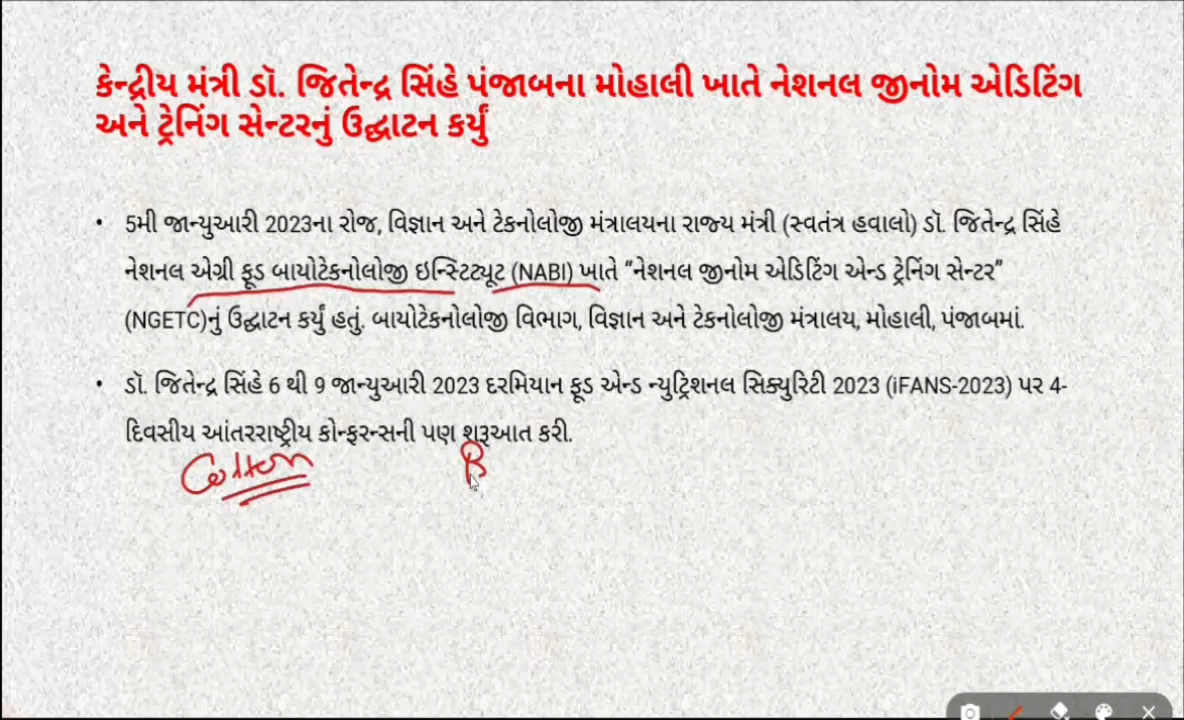 કેન્દ્રીય મંત્રી ડૉ. જિતેન્દ્ર સિંહે પંજાબના મોહાલી ખાતે નેશનલ જીનોમ એડિટિંગ
અને ટ્રેનિંગ સેન્ટરનું ઉદ્ઘાટન કર્યું
• 5મી જાન્યુઆરી 2023ના રોજ, વિજ્ઞાન અને ટેકનોલોજી મંત્રાલયના રાજ્ય મંત્રી (સ્વતંત્ર હવાલો) ડૉ. જિતેન્દ્ર સિંહે
નેશનલ એગ્રી ફૂડ બાયોટેકનોલોજી ઇન્સ્ટિટ્યૂટ (NABI) ખાતે “નેશનલ જીનોમ એડિટિંગ એન્ડ ટ્રેનિંગ સેન્ટર”
(NGETC)નું ઉદ્ઘાટન કર્યું હતું. બાયોટેકનોલોજી વિભાગ, વિજ્ઞાન અને ટેકનોલોજી મંત્રાલય, મોહાલી, પંજાબમાં.
• ડૉ. જિતેન્દ્ર સિંહે 6 થી 9 જાન્યુઆરી 2023 દરમિયાન ફૂડ એન્ડ ન્યુટ્રિશનલ સિક્યુરિટી 2023 (iFANS-2023) પર 4-
દિવસીય આંતરરાષ્ટ્રીય કોન્ફરન્સની પણ શરૂઆત કરી.
Cotton B